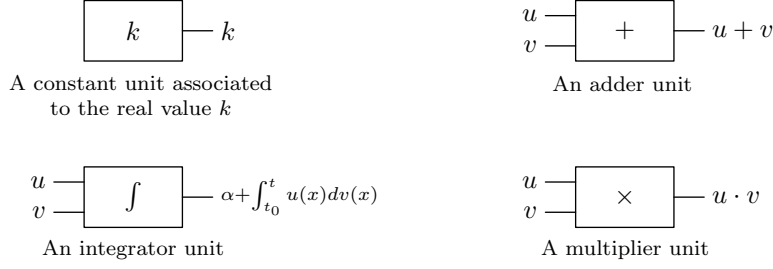 k
k
A constant unit associated
to the real value k
u
v
+
u + v
An adder unit
u
v
∫
α+∫_{t_0}^{t} u(x)dv(x)
An integrator unit
u
v
×
u · v
A multiplier unit